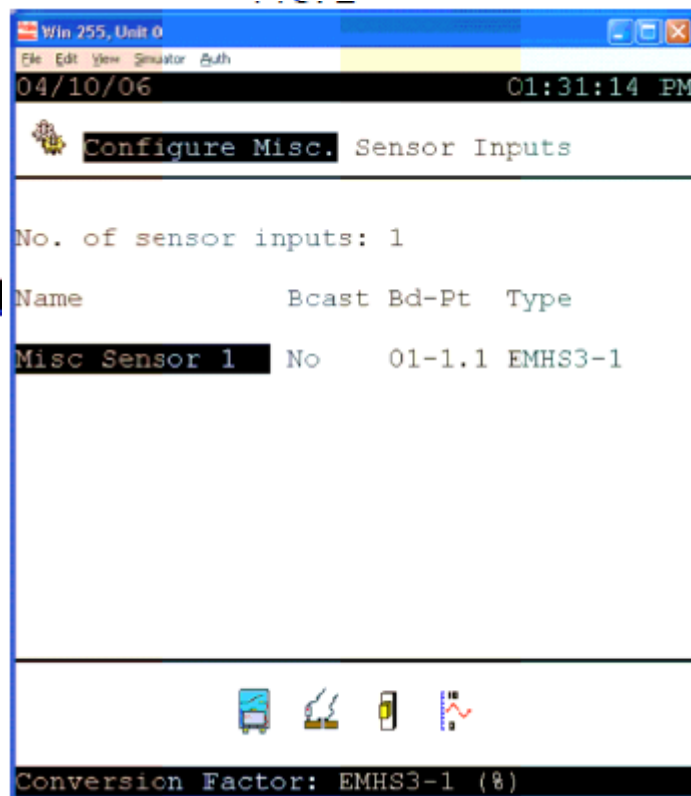 Win 255, Unit 0
File Edit View Simulator Auth
04/10/06 01:31:14 PM
Configure Misc. Sensor Inputs
No. of sensor inputs: 1
Name Bcast Bd-Pt Type
Misc Sensor 1 No 01-1.1 EMHS3-1
Conversion Factor: EMHS3-1 (%)